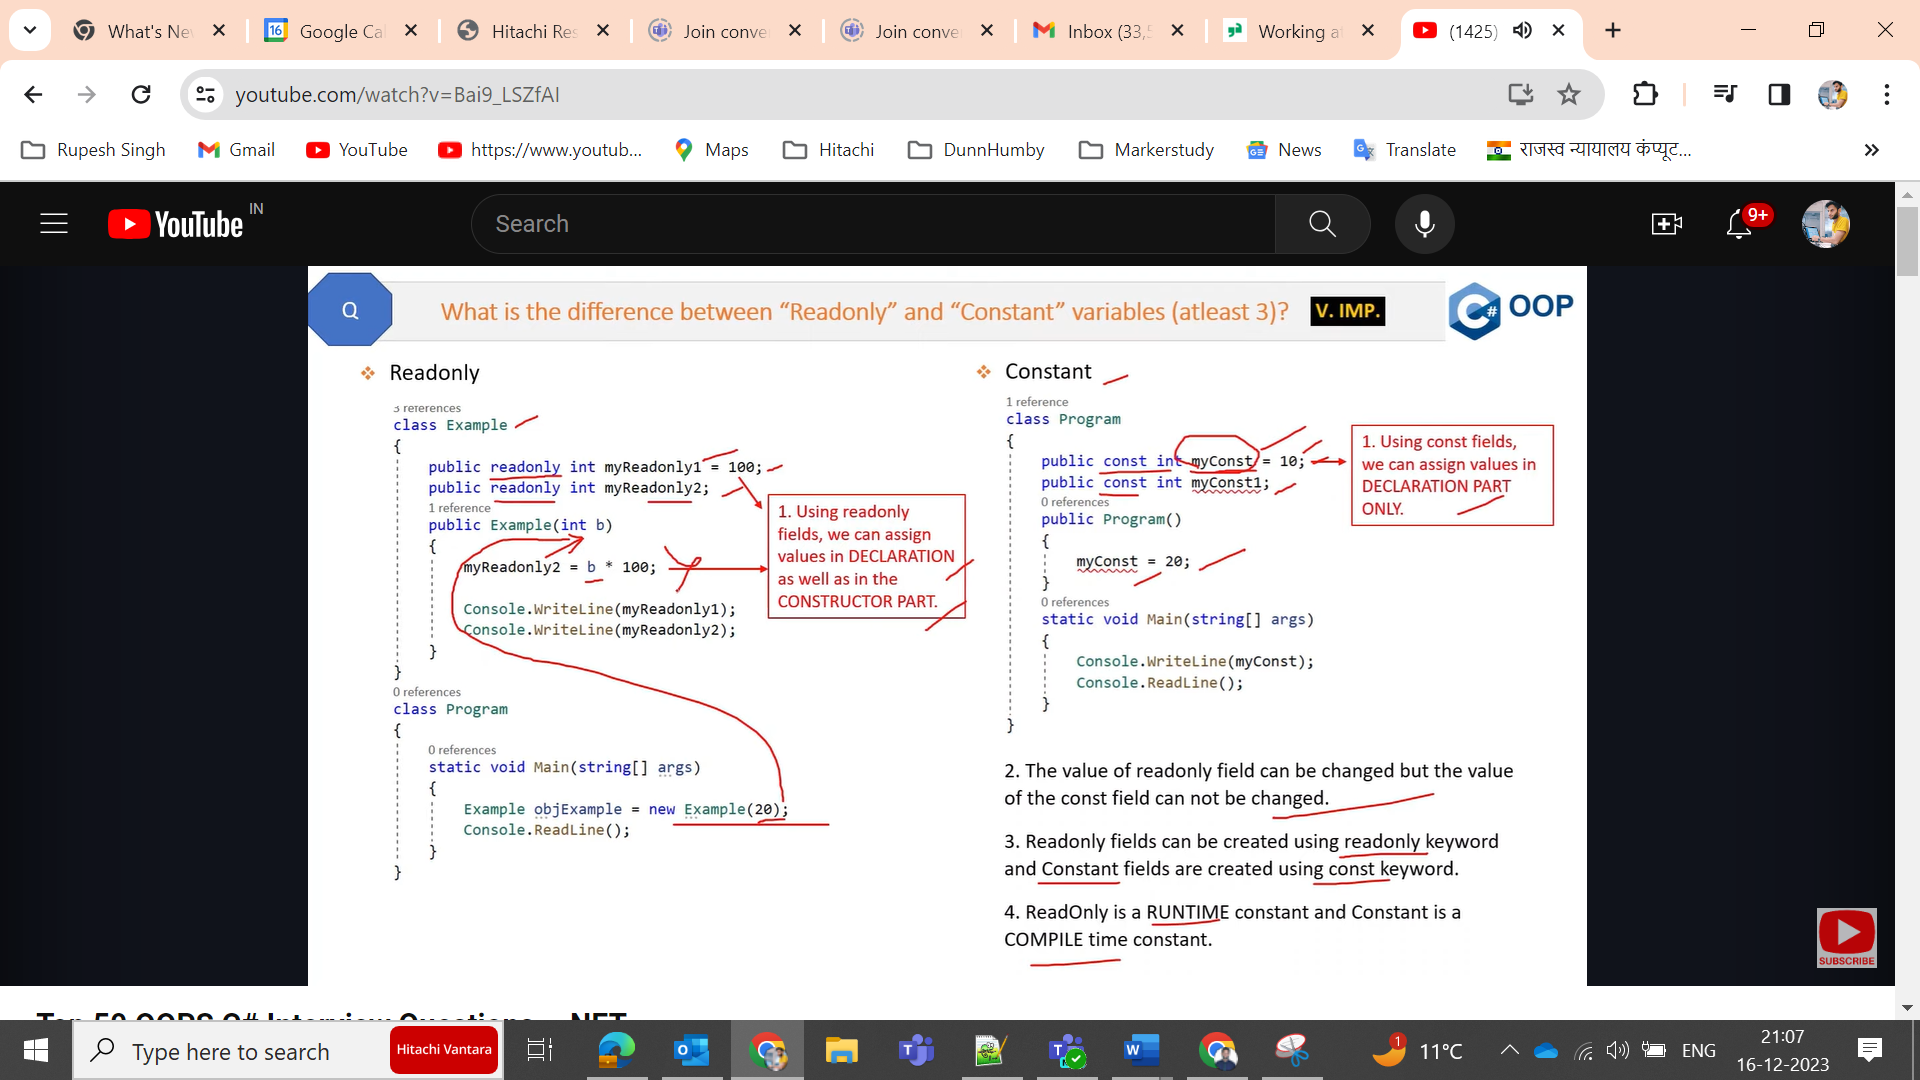 What's Ne
Google Cal
Hitachi Res
Join conve
Join conve
Inbox (33,5
Working a
(1425)
youtube.com/watch?v=Bai9_LSZfAI
Rupesh Singh
Gmail
YouTube
https://www.youtub...
Maps
Hitachi
DunnHumby
Markerstudy
News
Translate
राजस्व न्यायालय कंप्यूट...
YouTube IN
Search
9+
Q
What is the difference between “Readonly” and “Constant” variables (atleast 3)?
V. IMP.
C# OOP
Readonly
3 references
class Example
{
public readonly int myReadonly1 = 100;
public readonly int myReadonly2;
1 reference
public Example(int b)
{
myReadonly2 = b * 100;
Console.WriteLine(myReadonly1);
Console.WriteLine(myReadonly2);
}
}
0 references
class Program
{
0 references
static void Main(string[] args)
{
Example objExample = new Example(20);
Console.ReadLine();
}
}
1. Using readonly
fields, we can assign
values in DECLARATION
as well as in the
CONSTRUCTOR PART.
Constant
1 reference
class Program
{
public const int myConst = 10;
public const int myConst1;
0 references
public Program()
{
myConst = 20;
}
0 references
static void Main(string[] args)
{
Console.WriteLine(myConst);
Console.ReadLine();
}
}
1. Using const fields,
we can assign values in
DECLARATION PART
ONLY.
2. The value of readonly field can be changed but the value
of the const field can not be changed.
3. Readonly fields can be created using readonly keyword
and Constant fields are created using const keyword.
4. ReadOnly is a RUNTIME constant and Constant is a
COMPILE time constant.
SUBSCRIBE
Top 50 OOPS C# Interview Questions
NET
Type here to search
Hitachi Vantara
1
11°C
ENG
21:07
16-12-2023